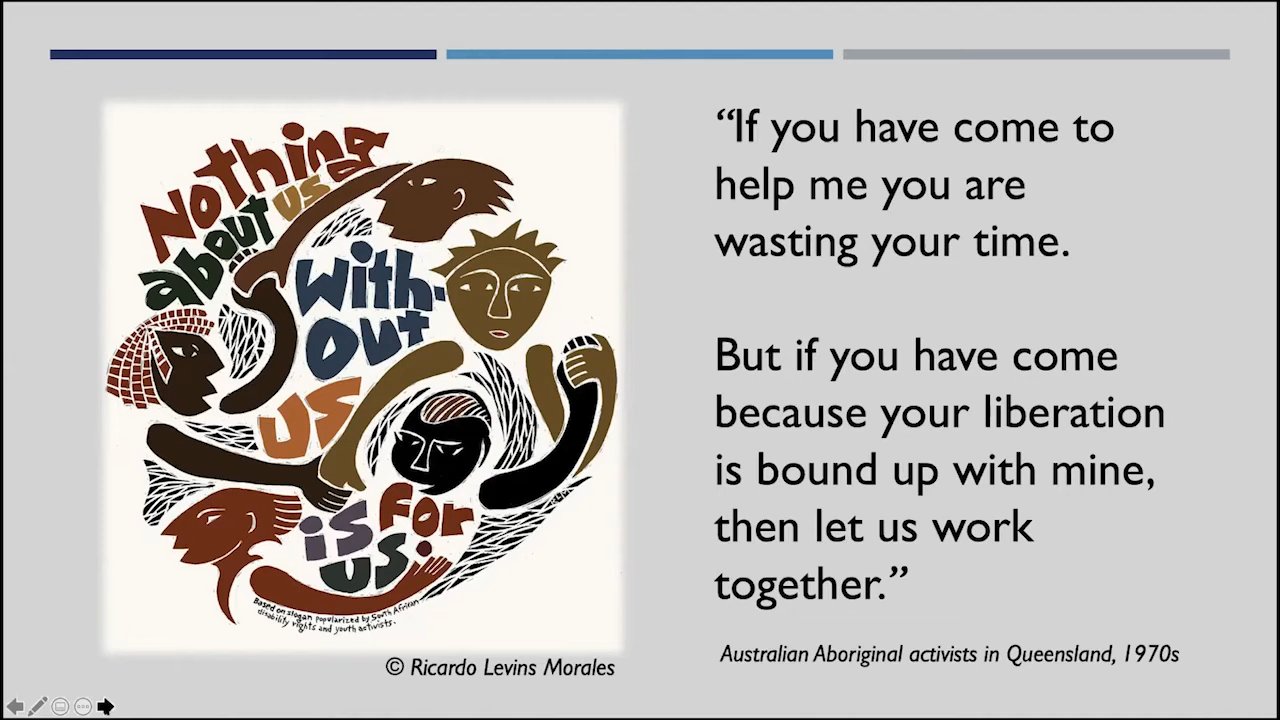 Nothing
about us
with-
out
us
is for
us.
Based on slogan popularized by South African
disability rights and youth activists.
RLM
© Ricardo Levins Morales
“If you have come to
help me you are
wasting your time.
But if you have come
because your liberation
is bound up with mine,
then let us work
together.”
Australian Aboriginal activists in Queensland, 1970s